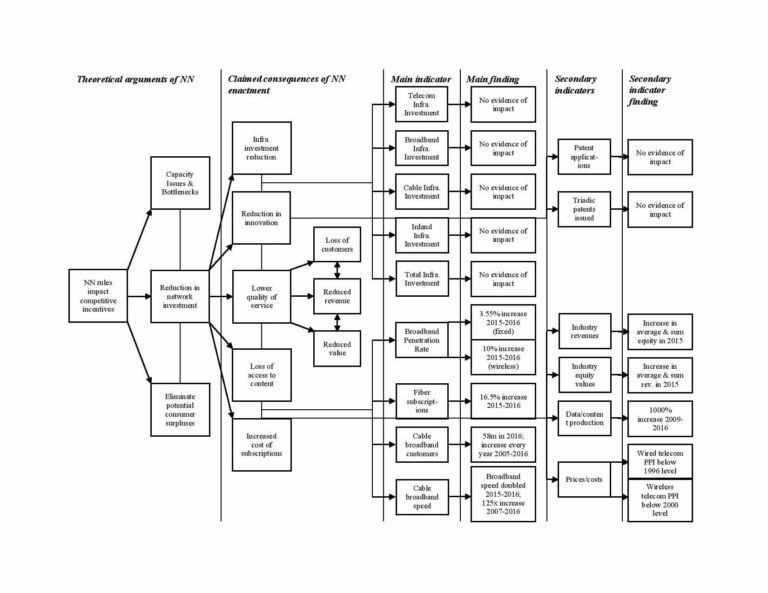 Theoretical arguments of NN
Claimed consequences of NN
enactment
Main indicator
Main finding
Secondary
indicators
Secondary
indicator
finding
NN rules
impact
competitive
incentives
Capacity
Issues &
Bottlenecks
Reduction in
network
investment
Eliminate
potential
consumer
surpluses
Infra.
investment
reduction
Reduction in
innovation
Lower
quality of
service
Loss of
access to
content
Increased
cost of
subscriptions
Loss of
customers
Reduced
revenue
Reduced
value
Telecom
Infra.
Investment
No evidence of
impact
Broadband
Infra.
Investment
No evidence of
impact
Cable Infra.
Investment
No evidence of
impact
Inland
Infra.
Investment
No evidence of
impact
Total Infra.
Investment
No evidence of
impact
Broadband
Penetration
Rate
3.55% increase
2015-2016
(fixed)
10% increase
2015-2016
(wireless)
Fiber
subscript-
ions
16.5% increase
2015-2016
Cable
broadband
customers
58m in 2016;
increase every
year 2005-2016
Cable
broadband
speed
Broadband
speed doubled
2015-2016;
125x increase
2007-2016
Patent
applicat-
ions
No evidence of
impact
Triadic
patents
issued
No evidence of
impact
Industry
revenues
Increase in
average & sum
equity in 2015
Industry
equity
values
Increase in
average & sum
rev. in 2015
Data/conten
t production
1000%
increase 2009-
2016
Prices/costs
Wired telecom
PPI below
1996 level
Wireless
telecom PPI
below 2000
level